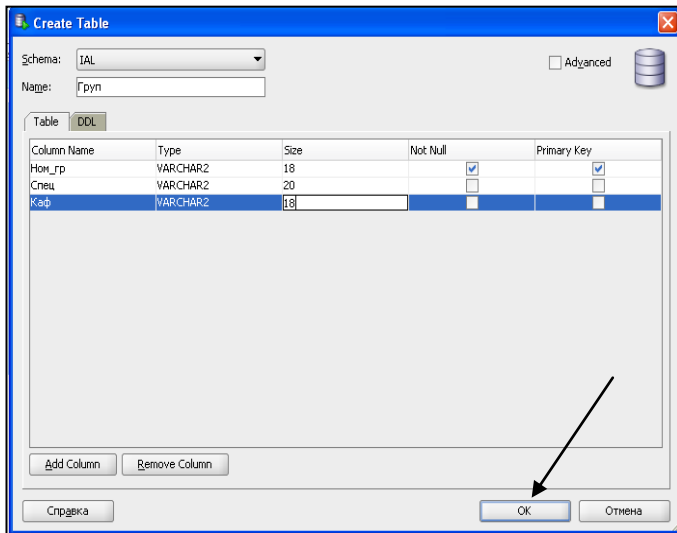 Create Table
Schema: IAL Advanced
Name: Груп
Table DDL
Column Name Type Size Not Null Primary Key
Ном_гр VARCHAR2 18
Спец VARCHAR2 20
Каф VARCHAR2 18
Add Column Remove Column
Справка OK Отмена